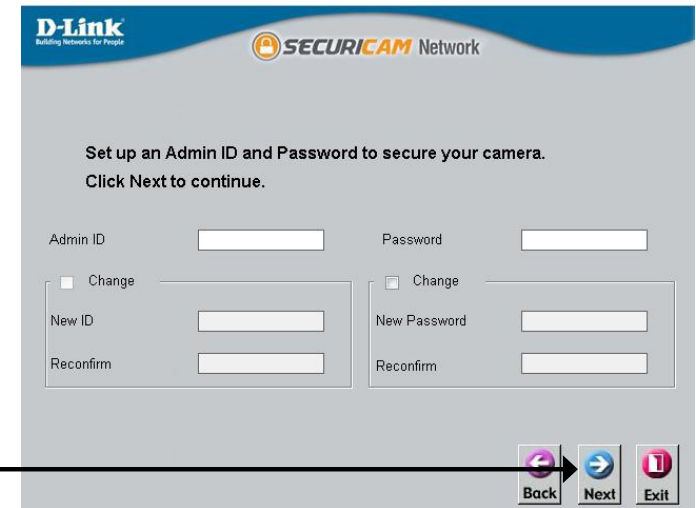 D-Link
Building Networks for People
SECURICAM Network
Set up an Admin ID and Password to secure your camera.
Click Next to continue.
Admin ID
Password
Change
Change
New ID
New Password
Reconfirm
Reconfirm
Back
Next
Exit